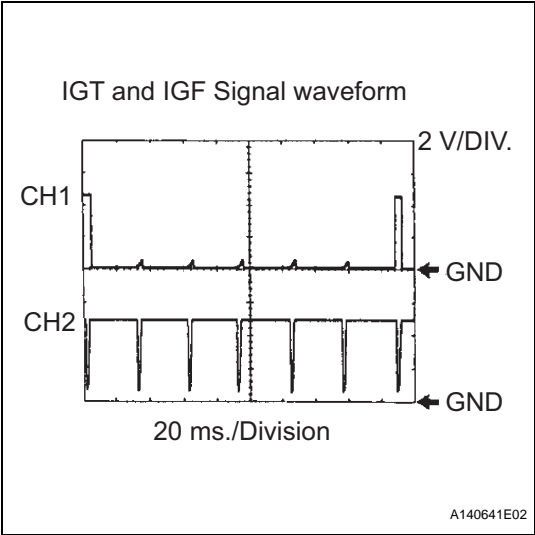 IGT and IGF Signal waveform
2 V/DIV.
CH1
GND
CH2
GND
20 ms./Division
A140641E02